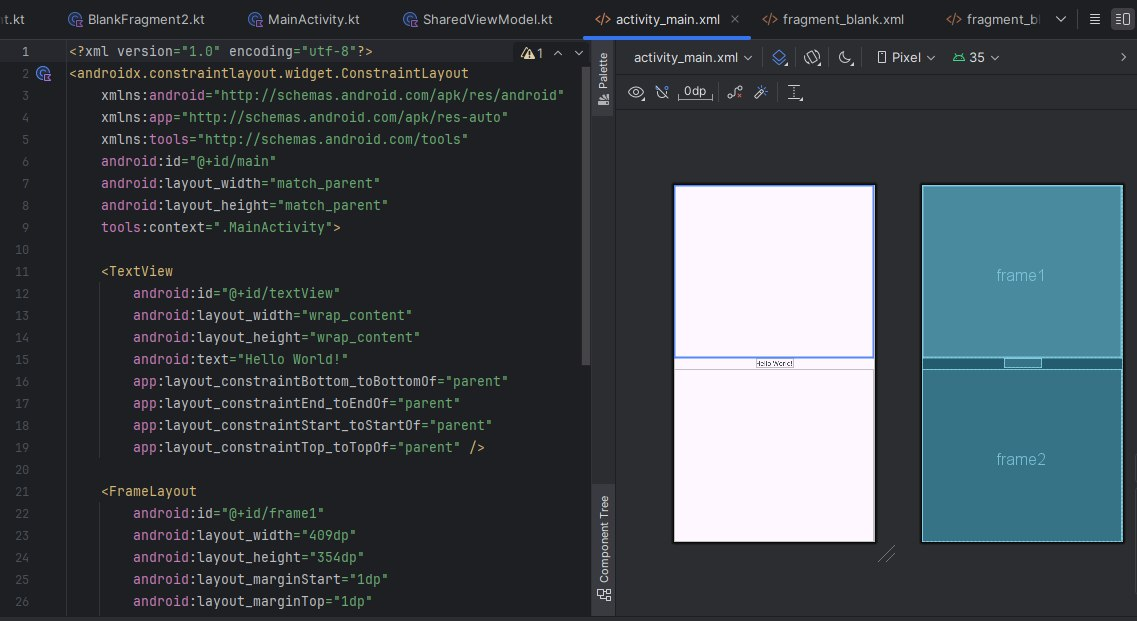 t.kt
BlankFragment2.kt
MainActivity.kt
SharedViewModel.kt
activity_main.xml
fragment_blank.xml
fragment_bl
1 <?xml version="1.0" encoding="utf-8"?>
1
2 <androidx.constraintlayout.widget.ConstraintLayout
3 xmlns:android="http://schemas.android.com/apk/res/android"
4 xmlns:app="http://schemas.android.com/apk/res-auto"
5 xmlns:tools="http://schemas.android.com/tools"
6 android:id="@+id/main"
7 android:layout_width="match_parent"
8 android:layout_height="match_parent"
9 tools:context=".MainActivity">
10
11 <TextView
12 android:id="@+id/textView"
13 android:layout_width="wrap_content"
14 android:layout_height="wrap_content"
15 android:text="Hello World!"
16 app:layout_constraintBottom_toBottomOf="parent"
17 app:layout_constraintEnd_toEndOf="parent"
18 app:layout_constraintStart_toStartOf="parent"
19 app:layout_constraintTop_toTopOf="parent" />
20
21 <FrameLayout
22 android:id="@+id/frame1"
23 android:layout_width="409dp"
24 android:layout_height="354dp"
25 android:layout_marginStart="1dp"
26 android:layout_marginTop="1dp"
Palette
Component Tree
activity_main.xml
Pixel
35
0dp
Hello World!
frame1
frame2